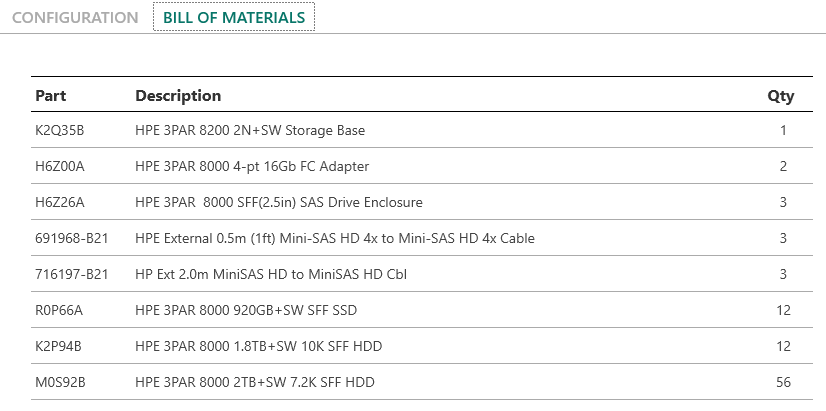 CONFIGURATION BILL OF MATERIALS
Part Description Qty
K2Q35B HPE 3PAR 8200 2N+SW Storage Base 1
H6Z00A HPE 3PAR 8000 4-pt 16Gb FC Adapter 2
H6Z26A HPE 3PAR 8000 SFF(2.5in) SAS Drive Enclosure 3
691968-B21 HPE External 0.5m (1ft) Mini-SAS HD 4x to Mini-SAS HD 4x Cable 3
716197-B21 HP Ext 2.0m MiniSAS HD to MiniSAS HD Cbl 3
R0P66A HPE 3PAR 8000 920GB+SW SFF SSD 12
K2P94B HPE 3PAR 8000 1.8TB+SW 10K SFF HDD 12
M0S92B HPE 3PAR 8000 2TB+SW 7.2K SFF HDD 56